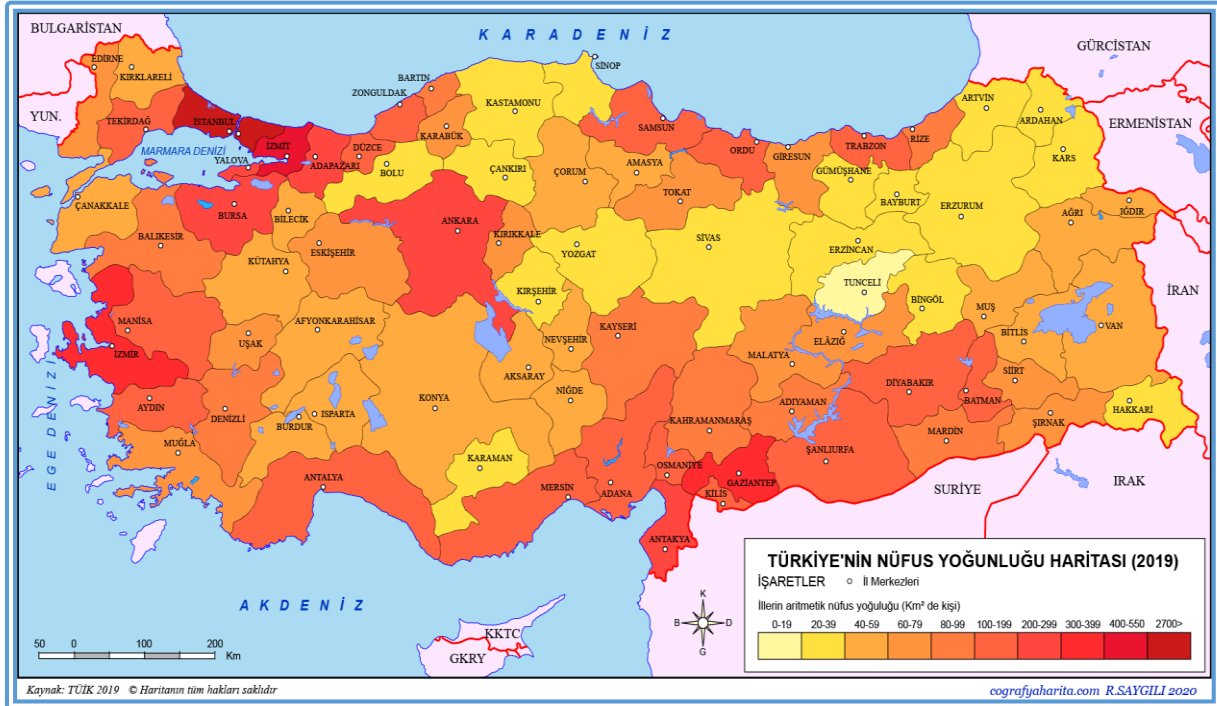 BULGARİSTAN
KARADENİZ
GÜRCİSTAN
EDİRNE
KIRKLARELİ
SİNOP
BARTIN
ZONGULDAK
KASTAMONU
ARTVİN
ARDAHAN
YUN.
TEKİRDAĞ
İSTANBUL
SAMSUN
ERMENİSTAN
KARABÜK
DÜZCE
TRABZON
RİZE
MARMARA DENİZİ
İZMİT
ORDU
GİRESUN
KARS
YALOVA
ADAPAZARI
BOLU
ÇANKIRI
ÇORUM
AMASYA
GÜMÜŞHANE
ÇANAKKALE
BURSA
BİLECİK
TOKAT
BAYBURT
ERZURUM
AĞRI
IĞDIR
BALIKESİR
ANKARA
KIRIKKALE
SİVAS
ERZİNCAN
ESKİŞEHİR
YOZGAT
KÜTAHYA
TUNCELİ
İRAN
KIRŞEHİR
BİNGÖL
MUŞ
MANİSA
AFYONKARAHİSAR
KAYSERİ
BİTLİS
VAN
UŞAK
NEVŞEHİR
ELAZIĞ
İZMİR
MALATYA
AKSARAY
SİİRT
EGE DENİZİ
DİYARBAKIR
NİĞDE
BATMAN
AYDIN
DENİZLİ
ISPARTA
KONYA
ADIYAMAN
HAKKARİ
BURDUR
KAHRAMANMARAŞ
ŞIRNAK
MUĞLA
MARDİN
KARAMAN
ŞANLIURFA
ANTALYA
OSMANİYE
GAZİANTEP
MERSİN
ADANA
KİLİS
SURİYE
IRAK
ANTAKYA
AKDENİZ
KKTC
GKRY
K
B
D
G
TÜRKİYE'NİN NÜFUS YOĞUNLUĞU HARİTASI (2019)
İŞARETLER İl Merkezleri
İllerin aritmetik nüfus yoğuluğu (Km² de kişi)
0-19 20-39 40-59 60-79 80-99 100-199 200-299 300-399 400-550 2700>
50 0 100 200
Km
Kaynak: TÜİK 2019 © Haritanın tüm hakları saklıdır
cografyaharita.com R.SAYGILI 2020